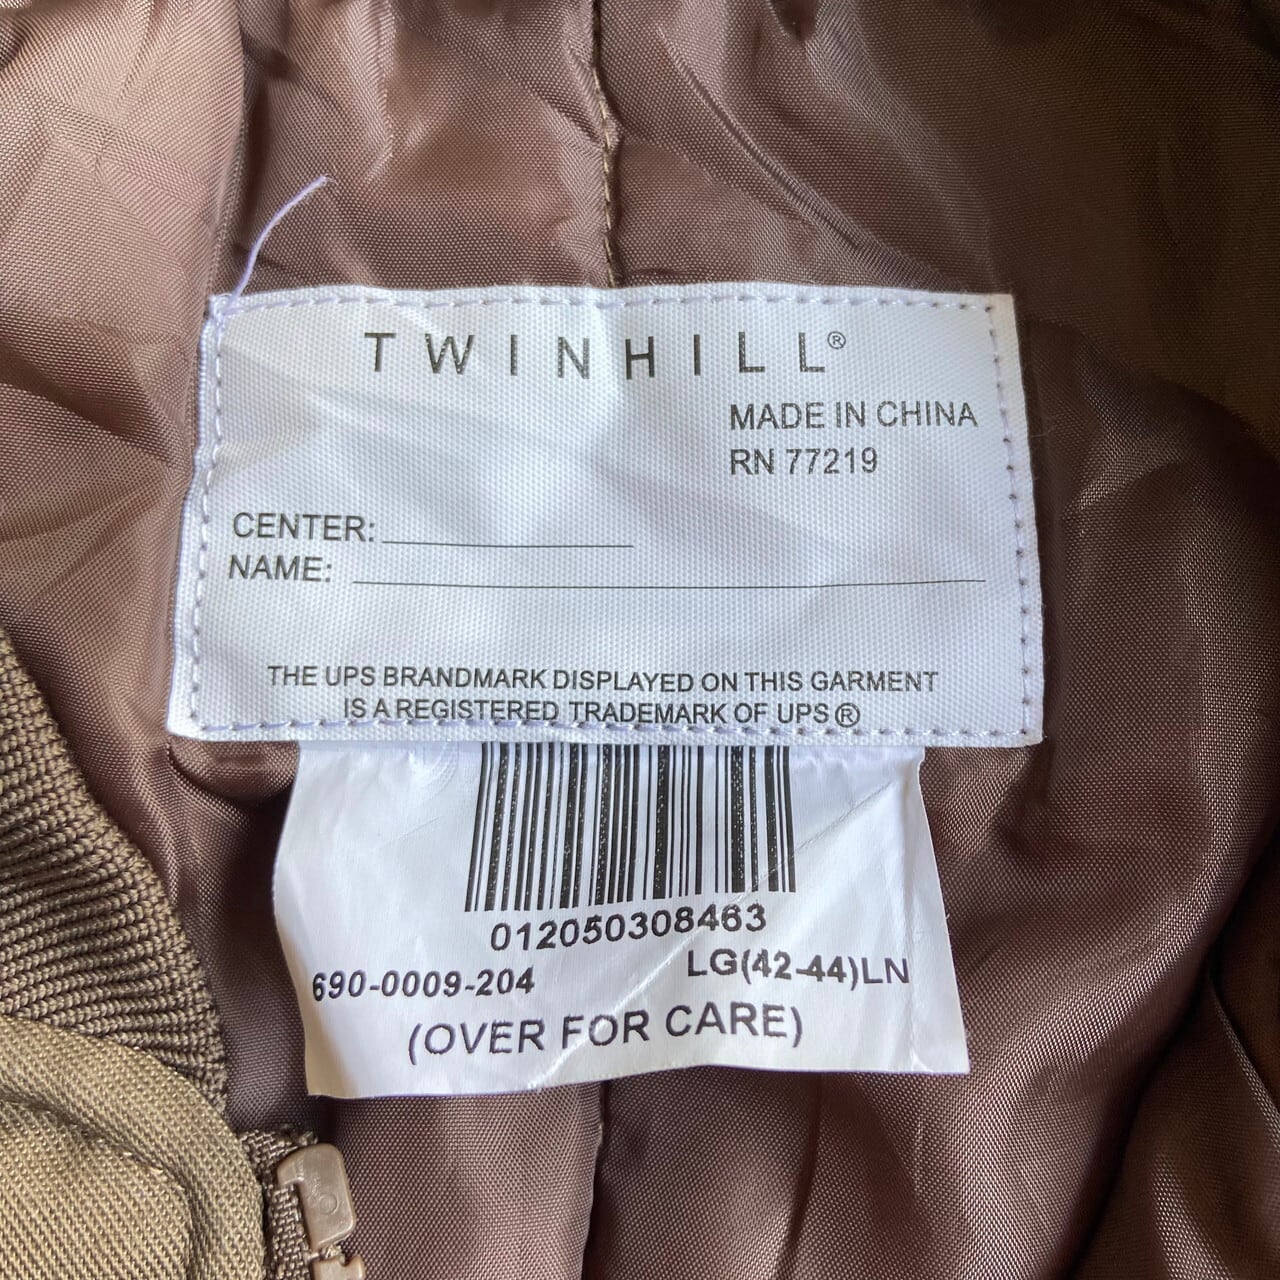 TWINHILL®
MADE IN CHINA
RN 77219
CENTER:
NAME:
THE UPS BRANDMARK DISPLAYED ON THIS GARMENT
IS A REGISTERED TRADEMARK OF UPS®
012050308463
690-0009-204 LG(42-44)LN
(OVER FOR CARE)